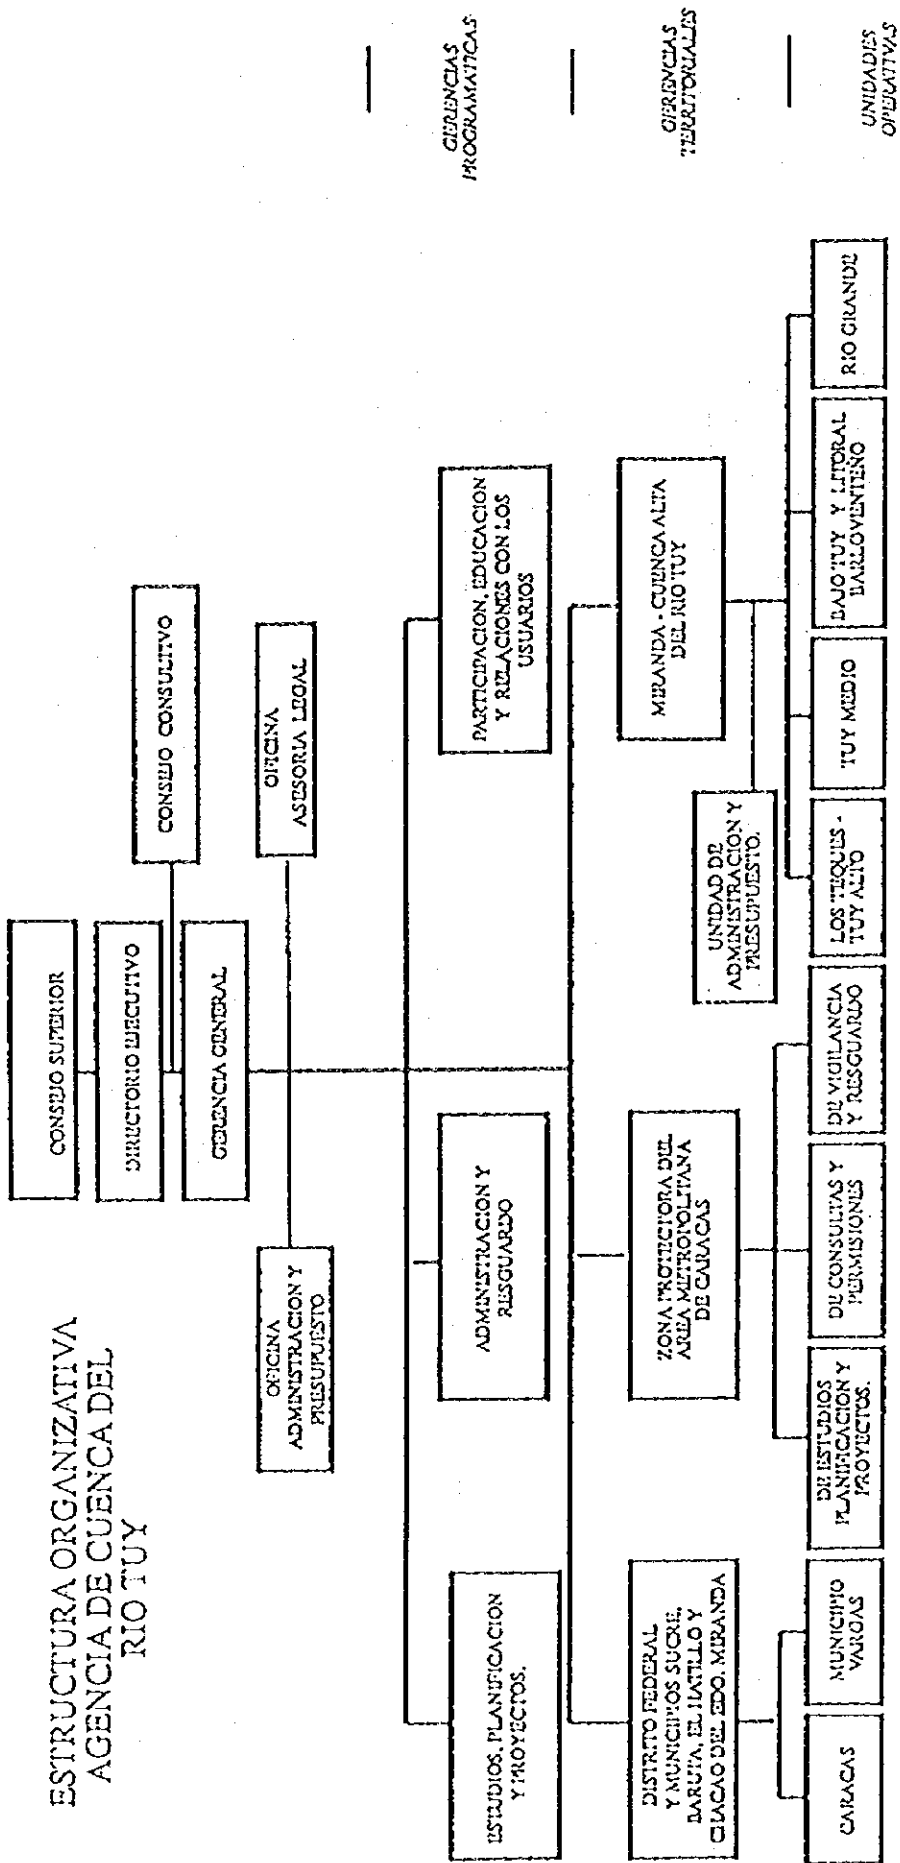 ESTRUCTURA ORGANIZATIVA
AGENCIA DE CUENCA DEL
RIO TUY
CONSEJO SUPERIOR
DIRECTORIO EJECUTIVO
CONSEJO CONSULTIVO
GERENCIA GENERAL
OFICINA
ADMINISTRACION Y
PRESUPUESTO
OFICINA
ASESORIA LEGAL
GERENCIAS
PROGRAMATICAS
ESTUDIOS, PLANIFICACION
Y PROYECTOS.
ADMINISTRACION Y
RESGUARDO
PARTICIPACION, EDUCACION
Y RELACIONES CON LOS
USUARIOS
GERENCIAS
TERRITORIALES
DISTRITO FEDERAL
Y MUNICIPIOS SUCRE,
BARUTA, EL HATILLO Y
CHACAO DEL EDO. MIRANDA
ZONA PROTECTORA DEL
AREA METROPOLITANA
DE CARACAS
MIRANDA - CUENCA ALTA
DEL RIO TUY
UNIDAD DE
ADMINISTRACION Y
PRESUPUESTO.
UNIDADES
OPERATIVAS
CARACAS
MUNICIPIO
VARGAS
DE ESTUDIOS
PLANIFICACION Y
PROYECTOS.
DE CONSULTAS Y
PERMISIONES
DE VIGILANCIA
Y RESGUARDO
LOS TEQUES -
TUY ALTO
TUY MEDIO
BAJO TUY Y LITORAL
BARLOVENTEÑO
RIO GRANDE